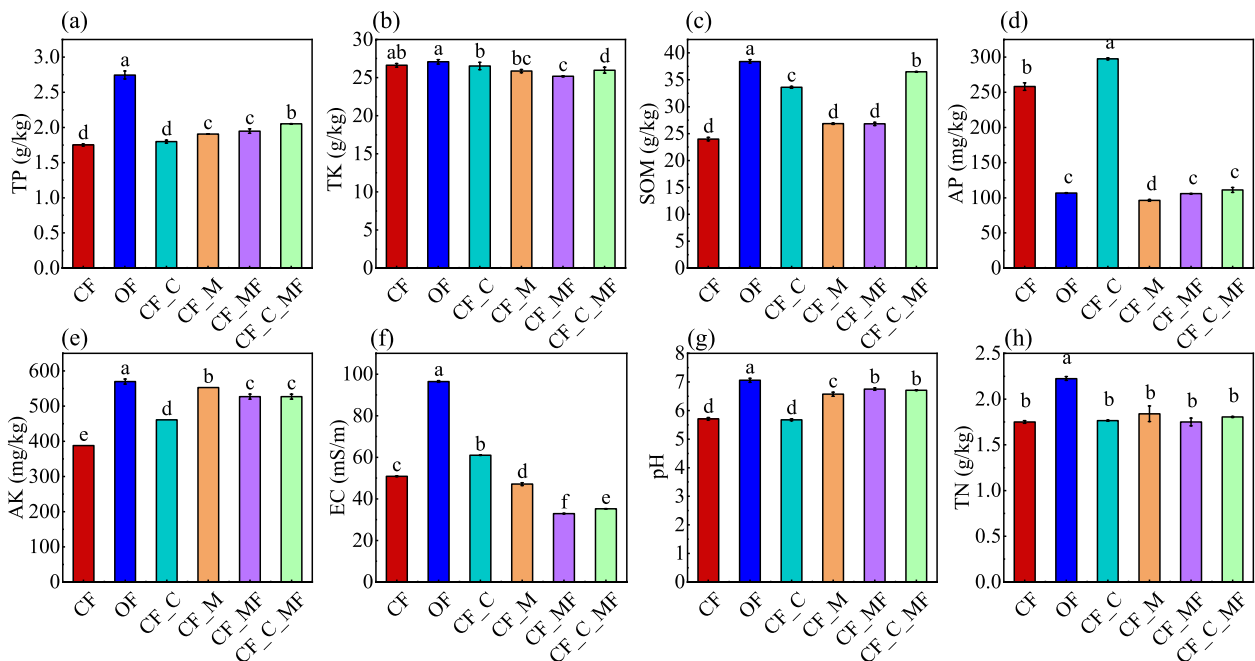 (a)
TP (g/kg)
3.0
2.5
2.0
1.5
1.0
0.5
0.0
d
a
d
c
c
b
CF
OF
CF_C
CF_M
CF_MF
CF_C_MF
(b)
TK (g/kg)
30
25
20
15
10
5
0
ab
a
b
bc
c
d
CF
OF
CF_C
CF_M
CF_MF
CF_C_MF
(c)
SOM (g/kg)
40
35
30
25
20
15
10
5
0
d
a
c
d
d
b
CF
OF
CF_C
CF_M
CF_MF
CF_C_MF
(d)
AP (mg/kg)
300
250
200
150
100
50
0
b
c
a
d
c
c
CF
OF
CF_C
CF_M
CF_MF
CF_C_MF
(e)
AK (mg/kg)
600
500
400
300
200
100
0
e
a
d
b
c
c
CF
OF
CF_C
CF_M
CF_MF
CF_C_MF
(f)
EC (mS/m)
100
80
60
40
20
0
c
a
b
d
f
e
CF
OF
CF_C
CF_M
CF_MF
CF_C_MF
(g)
pH
8
7
6
5
4
3
2
1
0
d
a
d
c
b
b
CF
OF
CF_C
CF_M
CF_MF
CF_C_MF
(h)
TN (g/kg)
2.5
2.0
1.5
1.0
0.5
0.0
b
a
b
b
b
b
CF
OF
CF_C
CF_M
CF_MF
CF_C_MF